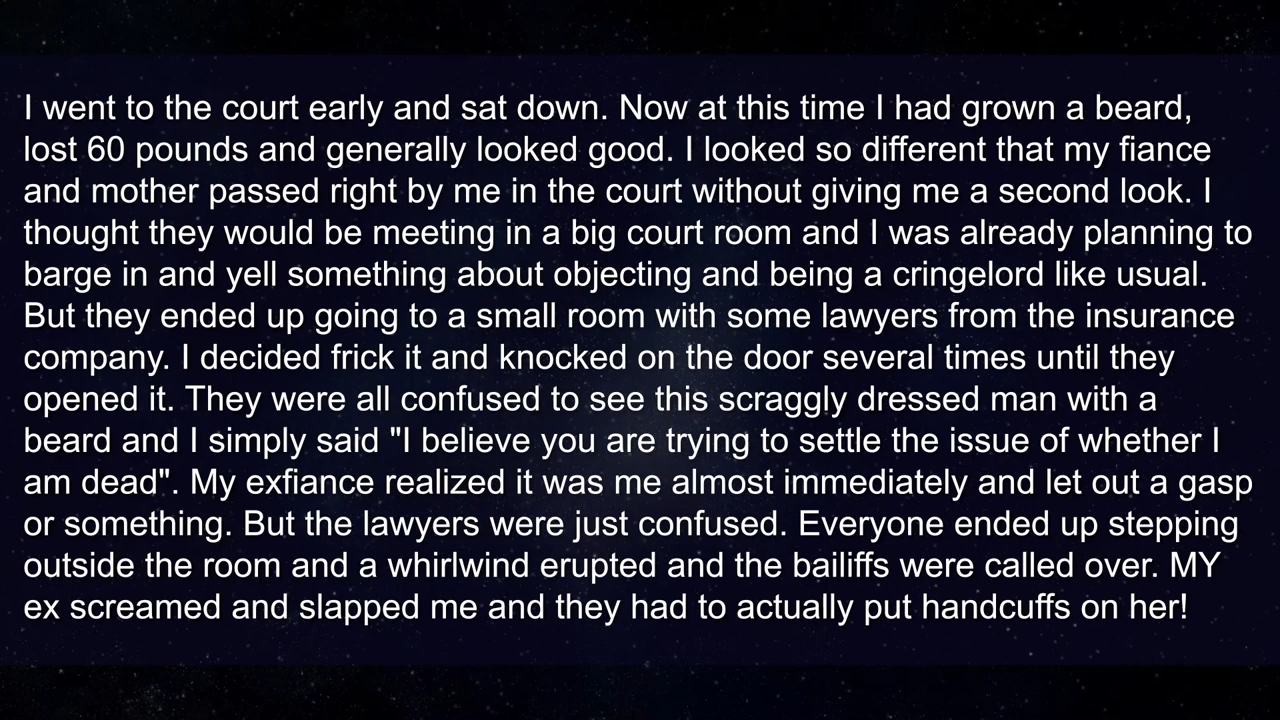 I went to the court early and sat down. Now at this time I had grown a beard,
lost 60 pounds and generally looked good. I looked so different that my fiance
and mother passed right by me in the court without giving me a second look. I
thought they would be meeting in a big court room and I was already planning to
barge in and yell something about objecting and being a cringelord like usual.
But they ended up going to a small room with some lawyers from the insurance
company. I decided frick it and knocked on the door several times until they
opened it. They were all confused to see this scraggly dressed man with a
beard and I simply said "I believe you are trying to settle the issue of whether I
am dead". My exfiance realized it was me almost immediately and let out a gasp
or something. But the lawyers were just confused. Everyone ended up stepping
outside the room and a whirlwind erupted and the bailiffs were called over. MY
ex screamed and slapped me and they had to actually put handcuffs on her!